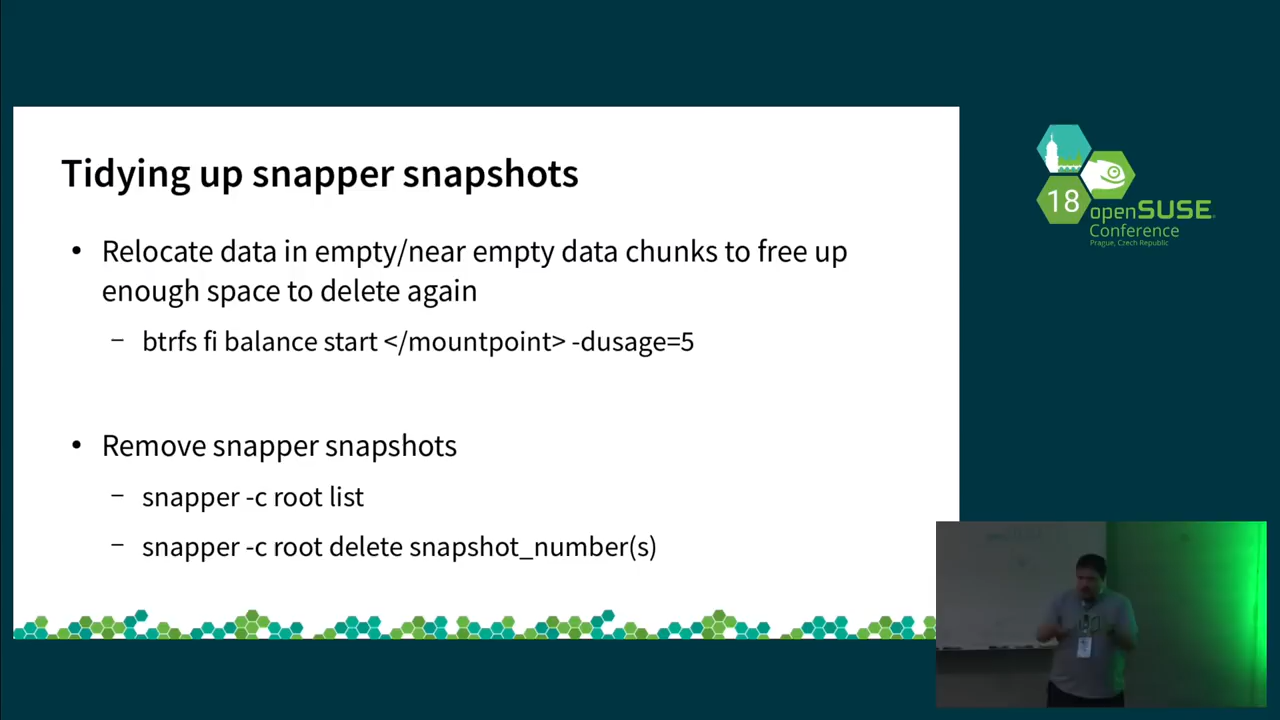 Tidying up snapper snapshots
• Relocate data in empty/near empty data chunks to free up
enough space to delete again
– btrfs fi balance start </mountpoint> -dusage=5
• Remove snapper snapshots
– snapper -c root list
– snapper -c root delete snapshot_number(s)
18
openSUSE
Conference
Prague, Czech Republic